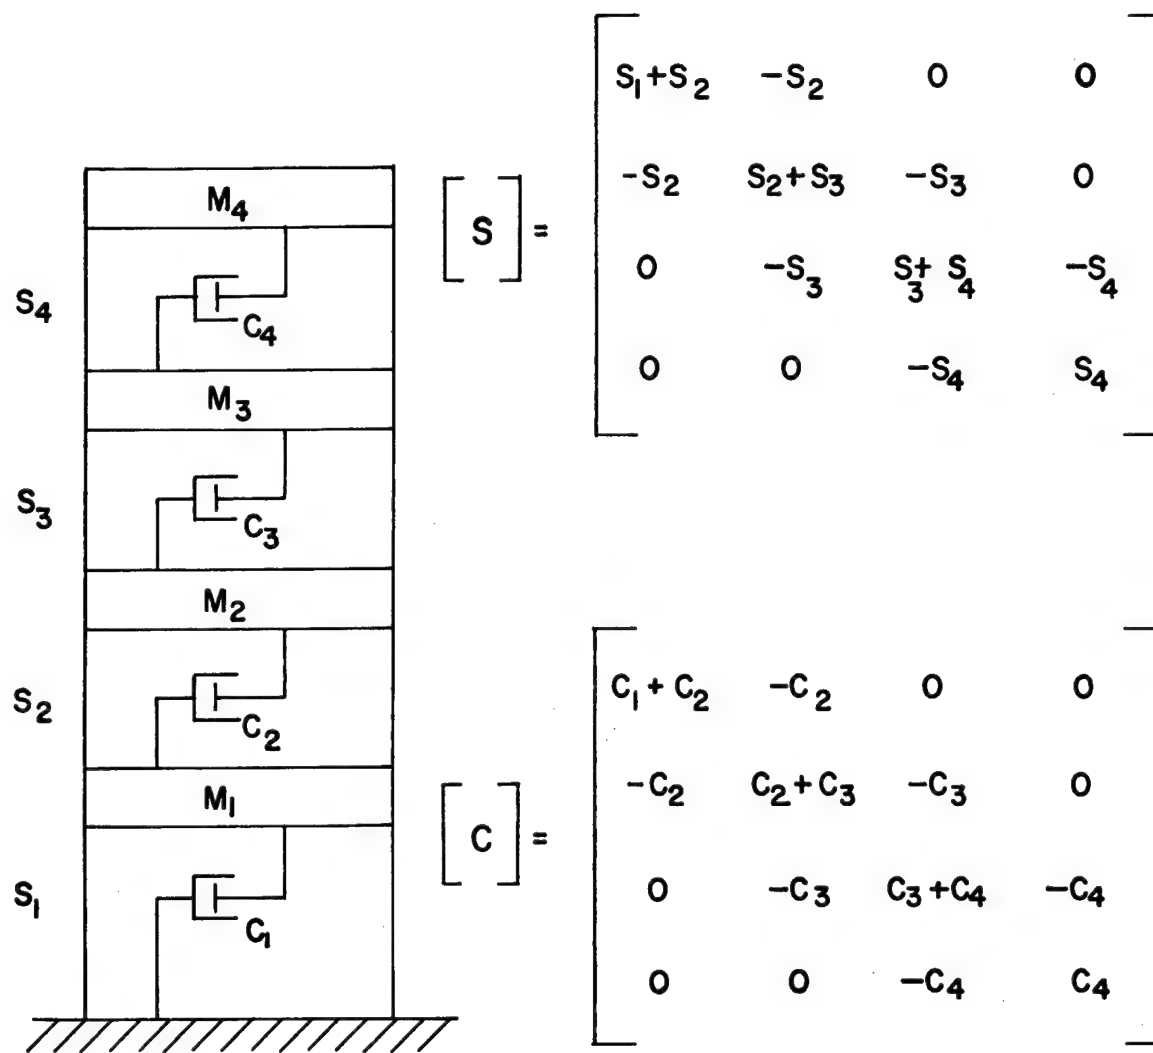 M4
S4
C4
M3
S3
C3
M2
S2
C2
M1
S1
C1
[S] =
S1+S2 -S2 0 0
-S2 S2+S3 -S3 0
0 -S3 S3+S4 -S4
0 0 -S4 S4
[C] =
C1+C2 -C2 0 0
-C2 C2+C3 -C3 0
0 -C3 C3+C4 -C4
0 0 -C4 C4